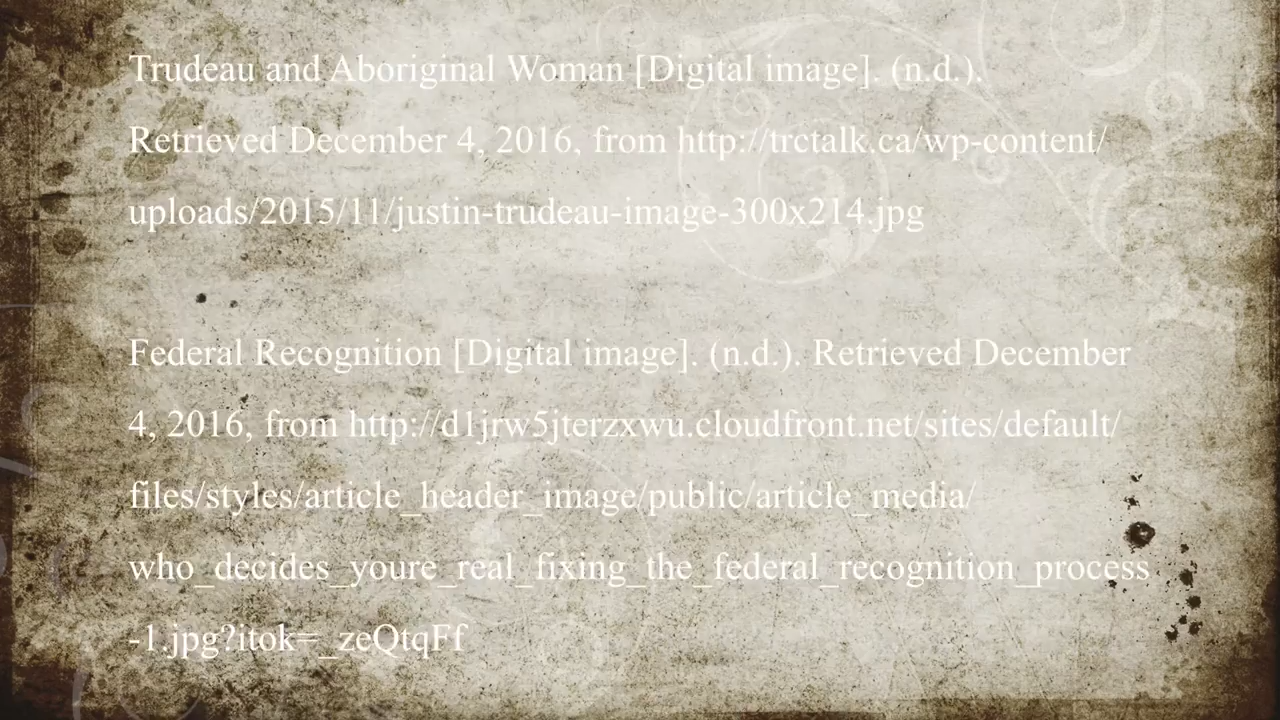 Trudeau and Aboriginal Woman [Digital image]. (n.d.).
Retrieved December 4, 2016, from http://trctalk.ca/wp-content/
uploads/2015/11/justin-trudeau-image-300x214.jpg
Federal Recognition [Digital image]. (n.d.). Retrieved December
4, 2016, from http://d1jrw5jterzxwu.cloudfront.net/sites/default/
files/styles/article_header_image/public/article_media/
who_decides_youre_real_fixing_the_federal_recognition_process
-1.jpg?itok=_zeQtqFf